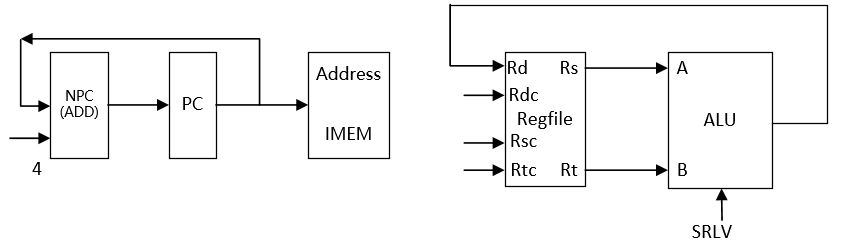 NPC
(ADD)
4
PC
Address
IMEM
Rd
Rs
Rdc
Regfile
Rsc
Rtc
Rt
A
ALU
B
SRLV